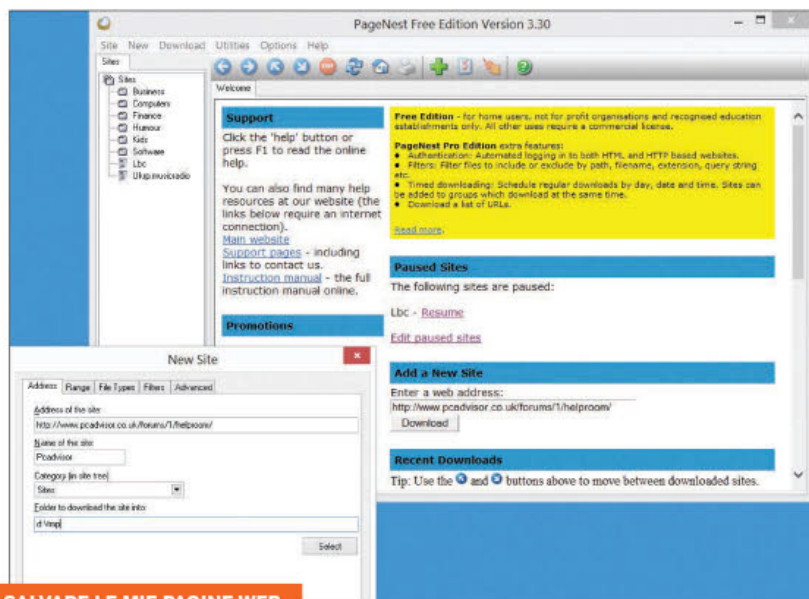 PageNest Free Edition Version 3.30
Site New Download Utilities Options Help
Sites
Sites
Business
Computers
Finance
Humour
Kids
Software
Lbc
Welcome
Support
Click the 'help' button or
press F1 to read the online
help.
You can also find many help
resources at our website (the
links below require an internet
connection).
Main website
Support pages - including
links to contact us.
Instruction manual - the full
instruction manual online.
Promotions
Free Edition - for home users, not for profit organisations and recognised education
establishments only. All other uses require a commercial license.
PageNest Pro Edition extra features:
● Authentication: Automated logging in to both HTML and HTTP based websites.
● Filters: Filter files to include or exclude by path, filename, extension, query string
etc.
● Timed downloading: Schedule regular downloads by day, date and time. Sites can
be added to groups which download at the same time.
● Download a list of URLs.
Read more.
Paused Sites
The following sites are paused:
Lbc - Resume
Edit paused sites
Add a New Site
Enter a web address:
http://www.pcadvisor.co.uk/forums/1/helproom/
Download
Recent Downloads
Tip: Use the and buttons above to move between downloaded sites.
New Site
Address Range File Types Filters Advanced
Address of the site:
http://www.pcadvisor.co.uk/forums/1/helproom/
Name of the site:
Pcadvisor
Category (in site tree)
Sites
Folder to download the site into:
d:\tmp
Select
SALVARE LE MIE PAGINE WEB